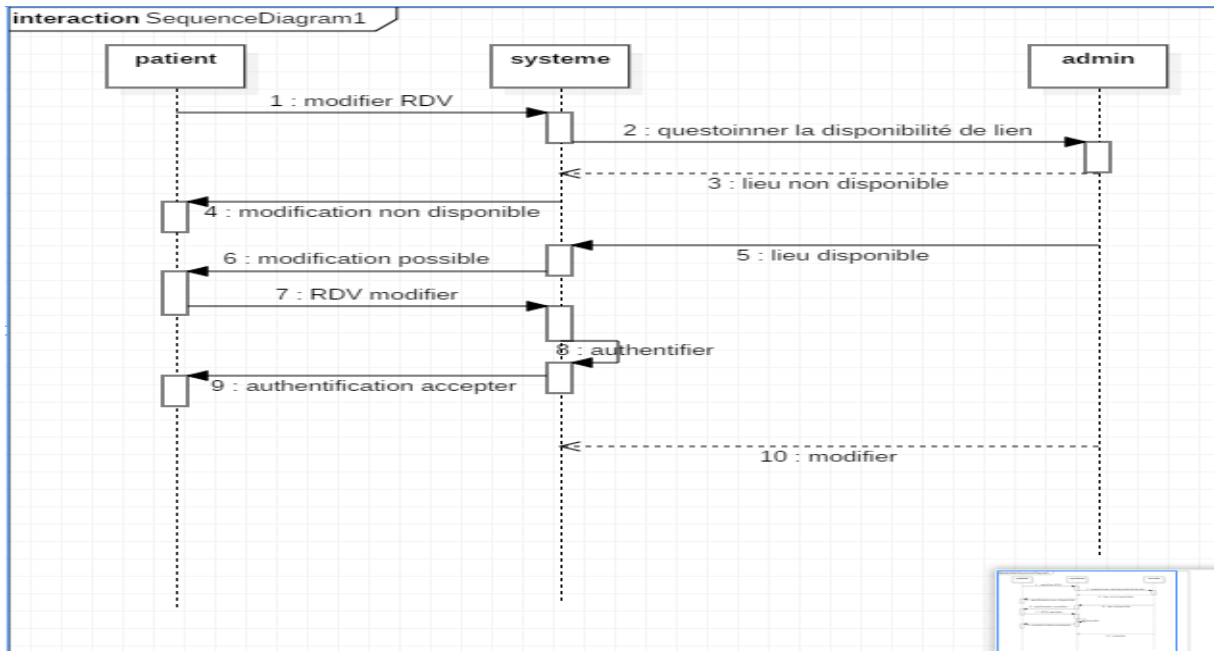 interaction SequenceDiagram1
patient
systeme
admin
1 : modifier RDV
2 : questoinner la disponibilité de lien
3 : lieu non disponible
4 : modification non disponible
5 : lieu disponible
6 : modification possible
7 : RDV modifier
8 : authentifier
9 : authentification accepter
10 : modifier